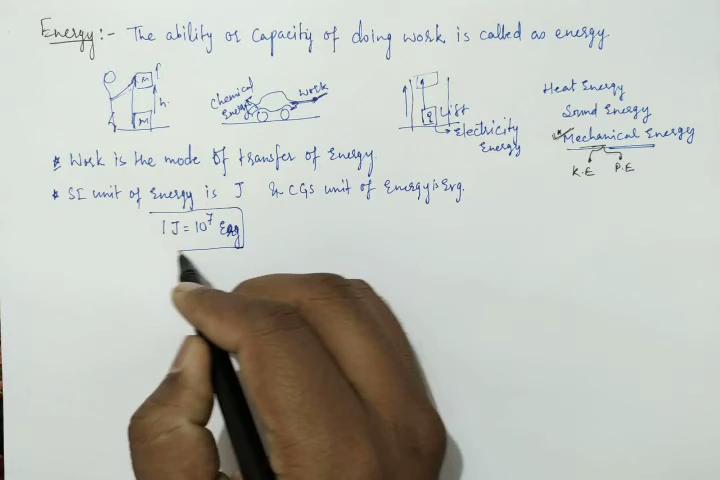 Energy :- The ability or capacity of doing work is called as energy.
M
F
h
M
Chemical
Energy
work
Lift
Electricity
Energy
Heat Energy
Sound Energy
Mechanical Energy
K.E P.E
* Work is the mode of transfer of Energy.
* SI unit of Energy is J & CGS unit of Energy is Erg.
1 J = 10⁷ Erg